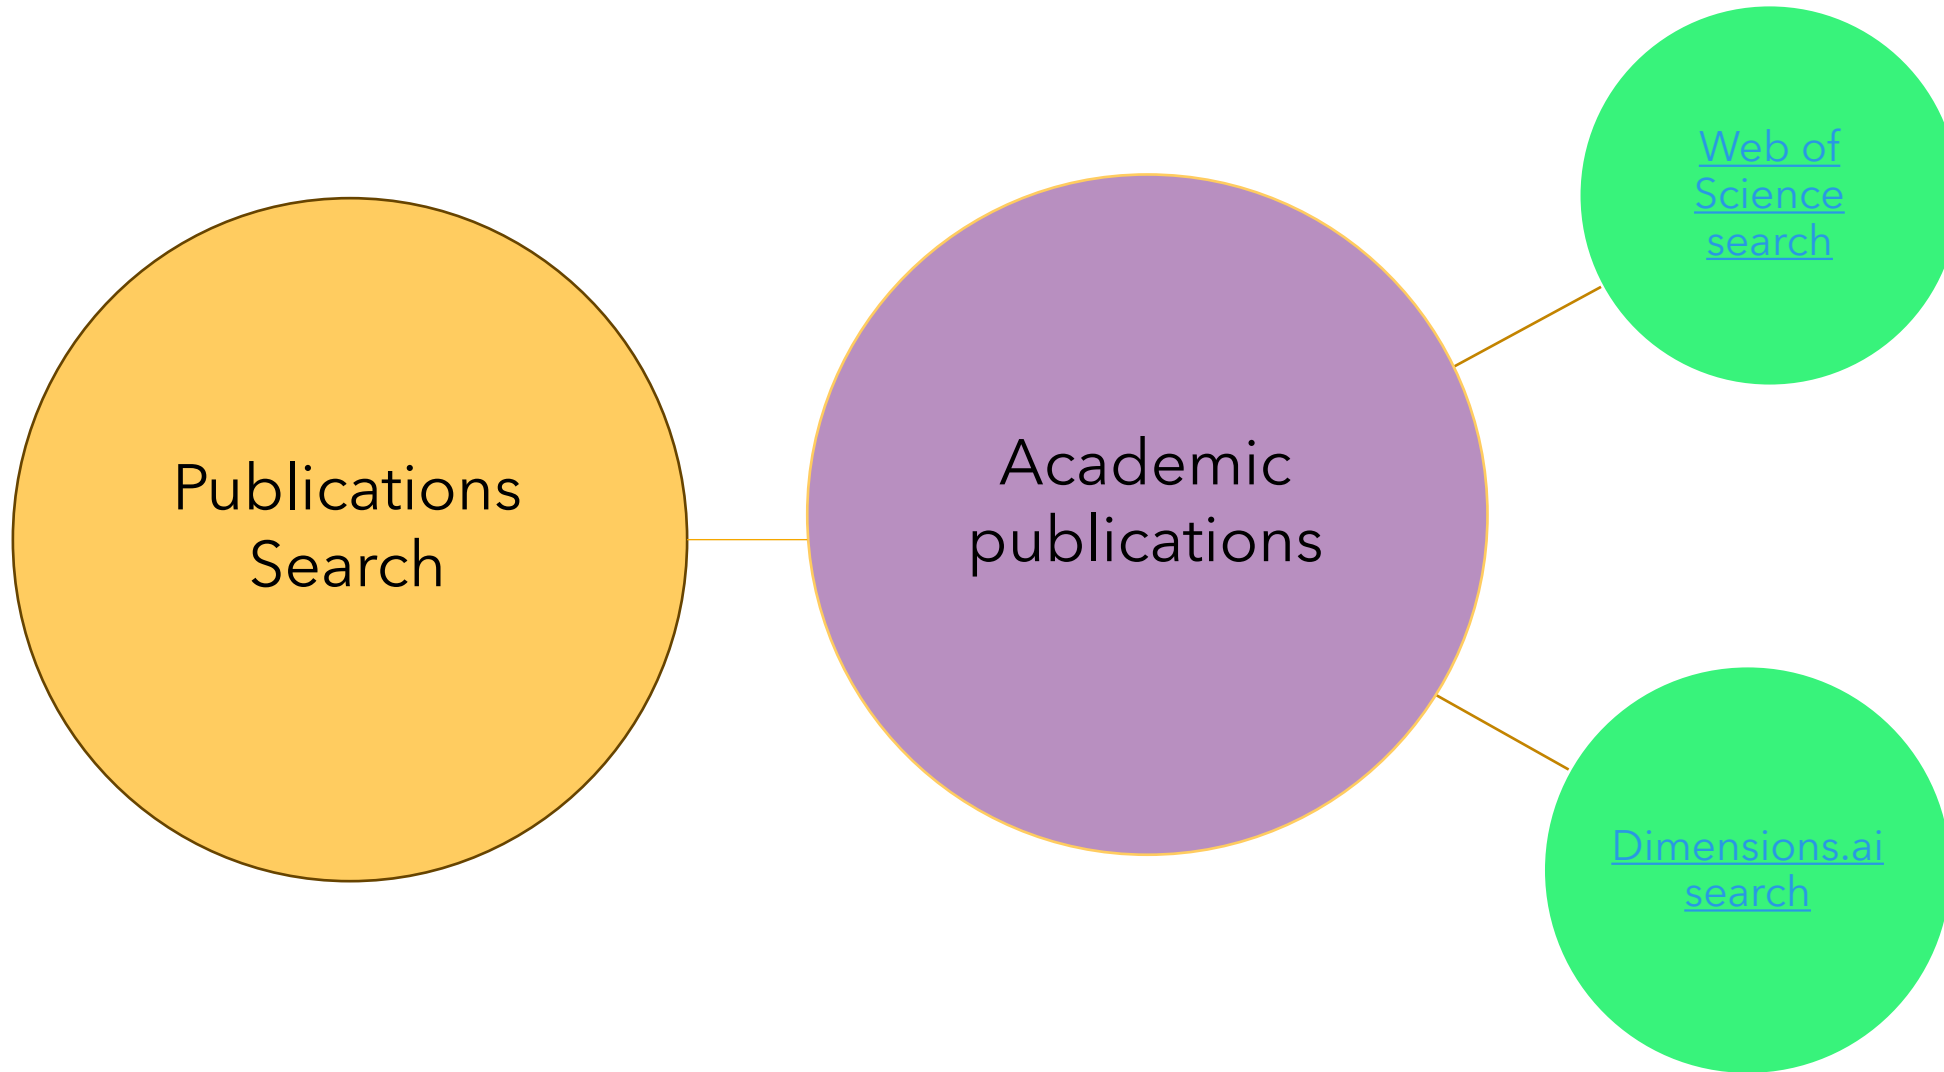 Publications
Search
Academic
publications
Web of
Science
search
Dimensions.ai
search